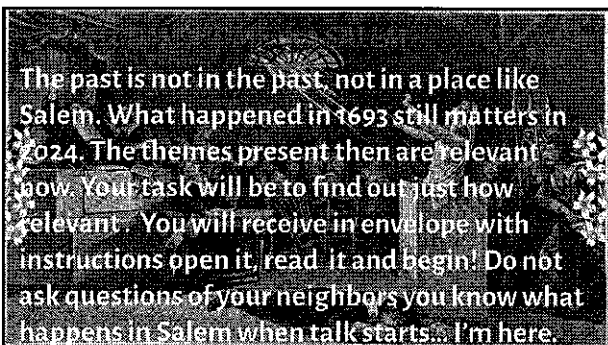 The past is not in the past, not in a place like
Salem. What happened in 1693 still matters in
2024. The themes present then are relevant
now. Your task will be to find out just how
relevant . You will receive in envelope with
instructions open it, read it and begin! Do not
ask questions of your neighbors you know what
happens in Salem when talk starts... I'm here.